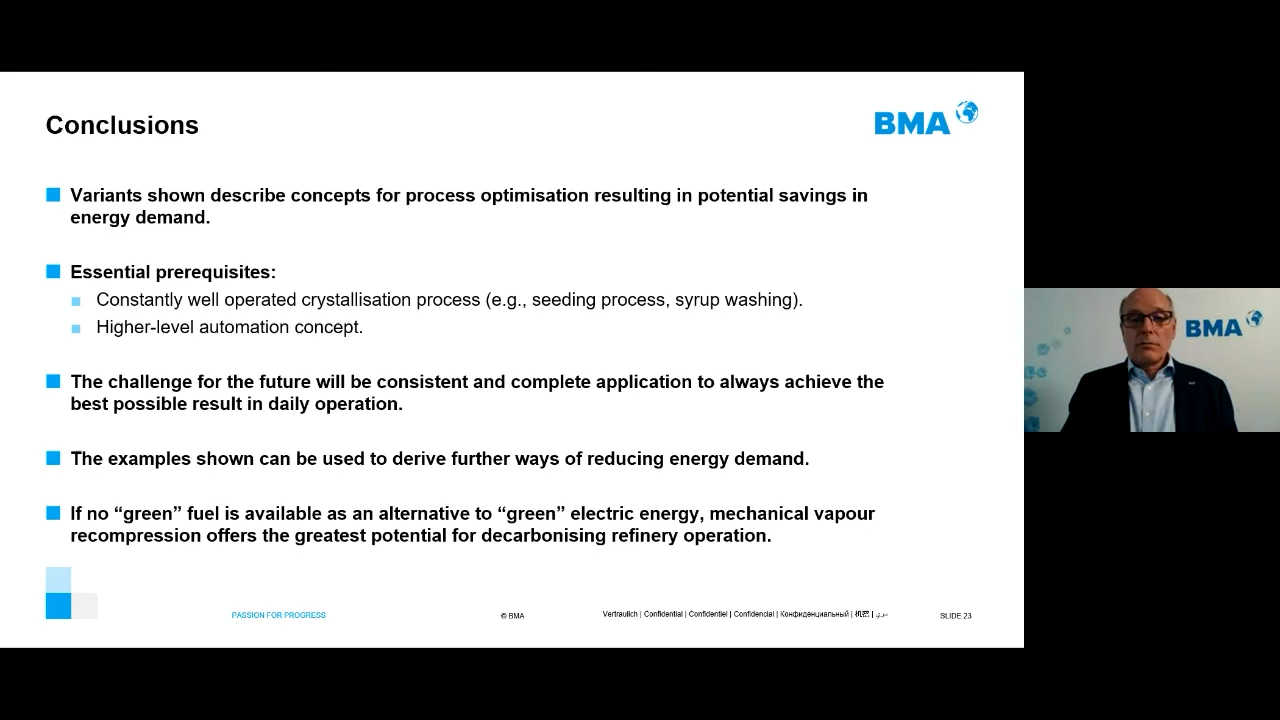 Conclusions
BMA
Variants shown describe concepts for process optimisation resulting in potential savings in
energy demand.
Essential prerequisites:
Constantly well operated crystallisation process (e.g., seeding process, syrup washing).
Higher-level automation concept.
The challenge for the future will be consistent and complete application to always achieve the
best possible result in daily operation.
The examples shown can be used to derive further ways of reducing energy demand.
If no “green” fuel is available as an alternative to “green” electric energy, mechanical vapour
recompression offers the greatest potential for decarbonising refinery operation.
PASSION FOR PROGRESS
© BMA
Vertraulich | Confidential | Confidentiel | Confidencial | Конфиденциальный | 机密 | سري
SLIDE 23
BMA